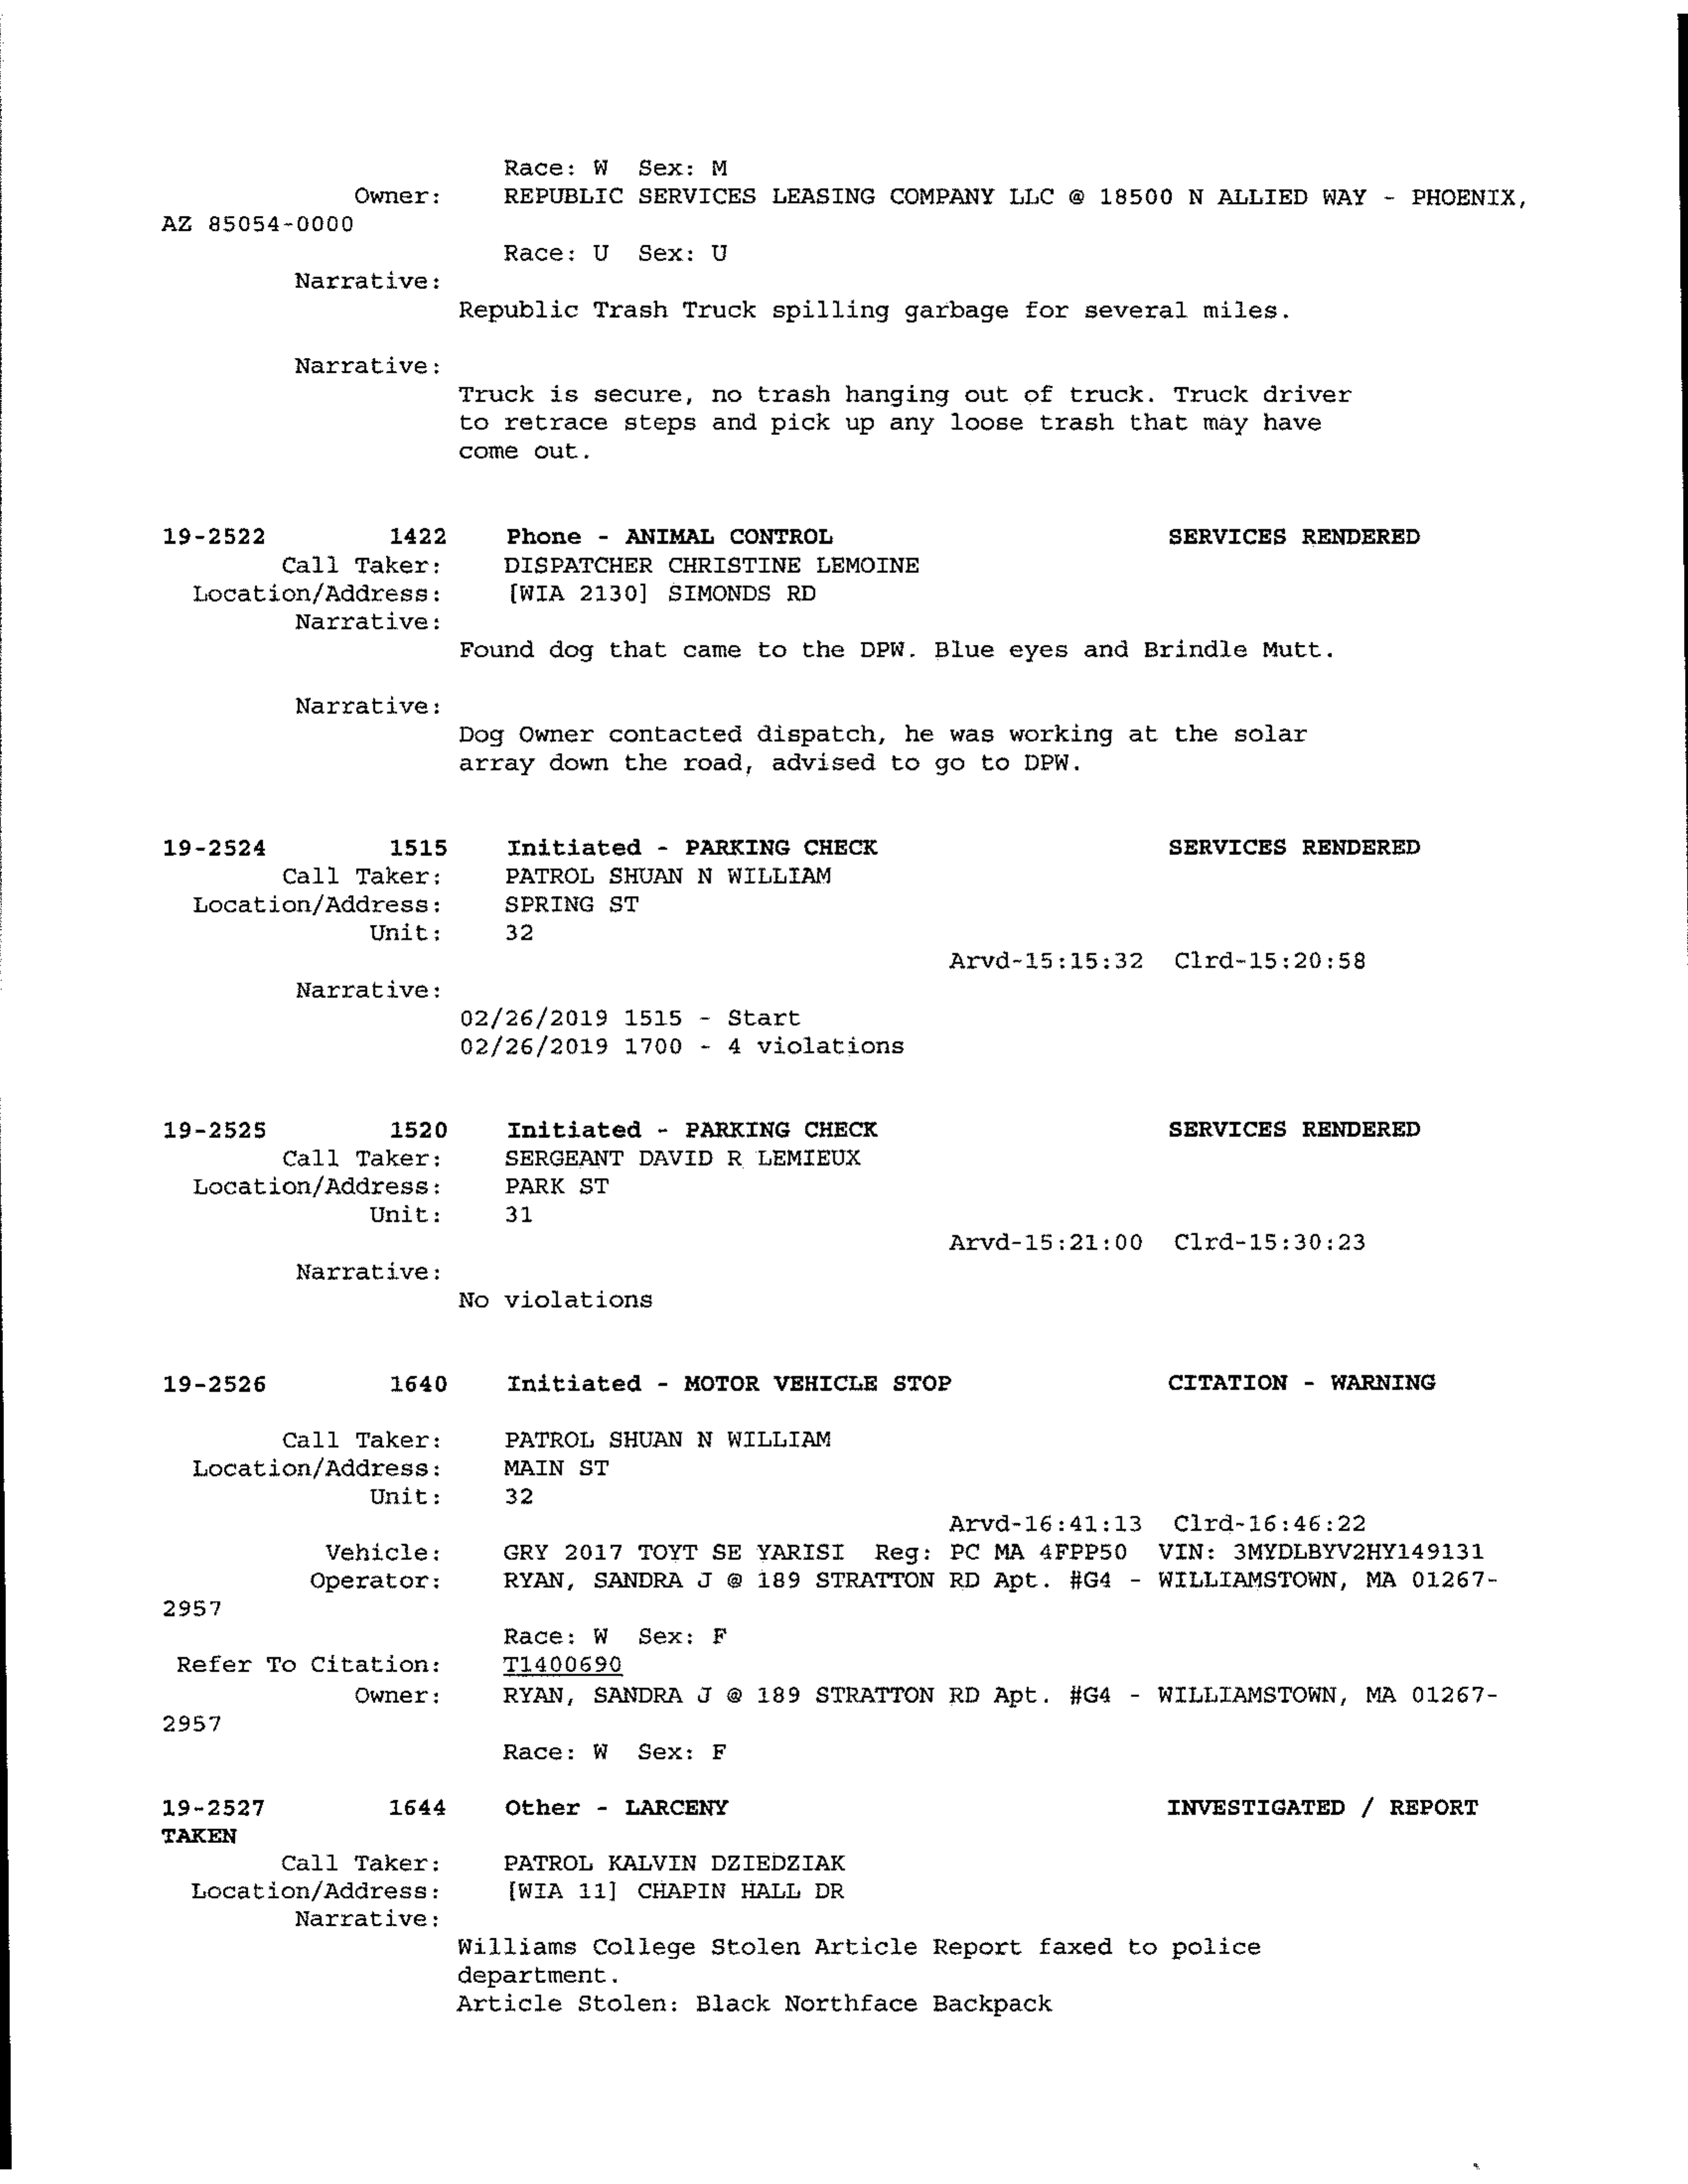 Race: W Sex: M
Owner: REPUBLIC SERVICES LEASING COMPANY LLC @ 18500 N ALLIED WAY - PHOENIX,
AZ 85054-0000
Race: U Sex: U
Narrative:
Republic Trash Truck spilling garbage for several miles.
Narrative:
Truck is secure, no trash hanging out of truck. Truck driver
to retrace steps and pick up any loose trash that may have
come out.
19-2522 1422 Phone - ANIMAL CONTROL SERVICES RENDERED
Call Taker: DISPATCHER CHRISTINE LEMOINE
Location/Address: [WIA 2130] SIMONDS RD
Narrative:
Found dog that came to the DPW. Blue eyes and Brindle Mutt.
Narrative:
Dog Owner contacted dispatch, he was working at the solar
array down the road, advised to go to DPW.
19-2524 1515 Initiated - PARKING CHECK SERVICES RENDERED
Call Taker: PATROL SHUAN N WILLIAM
Location/Address: SPRING ST
Unit: 32
Arvd-15:15:32 Clrd-15:20:58
Narrative:
02/26/2019 1515 - Start
02/26/2019 1700 - 4 violations
19-2525 1520 Initiated - PARKING CHECK SERVICES RENDERED
Call Taker: SERGEANT DAVID R LEMIEUX
Location/Address: PARK ST
Unit: 31
Arvd-15:21:00 Clrd-15:30:23
Narrative:
No violations
19-2526 1640 Initiated - MOTOR VEHICLE STOP CITATION - WARNING
Call Taker: PATROL SHUAN N WILLIAM
Location/Address: MAIN ST
Unit: 32
Arvd-16:41:13 Clrd-16:46:22
Vehicle: GRY 2017 TOYT SE YARISI Reg: PC MA 4FPP50 VIN: 3MYDLBYV2HY149131
Operator: RYAN, SANDRA J @ 189 STRATTON RD Apt. #G4 - WILLIAMSTOWN, MA 01267-
2957
Race: W Sex: F
Refer To Citation: T1400690
Owner: RYAN, SANDRA J @ 189 STRATTON RD Apt. #G4 - WILLIAMSTOWN, MA 01267-
2957
Race: W Sex: F
19-2527 1644 Other - LARCENY INVESTIGATED / REPORT
TAKEN
Call Taker: PATROL KALVIN DZIEDZIAK
Location/Address: [WIA 11] CHAPIN HALL DR
Narrative:
Williams College Stolen Article Report faxed to police
department.
Article Stolen: Black Northface Backpack